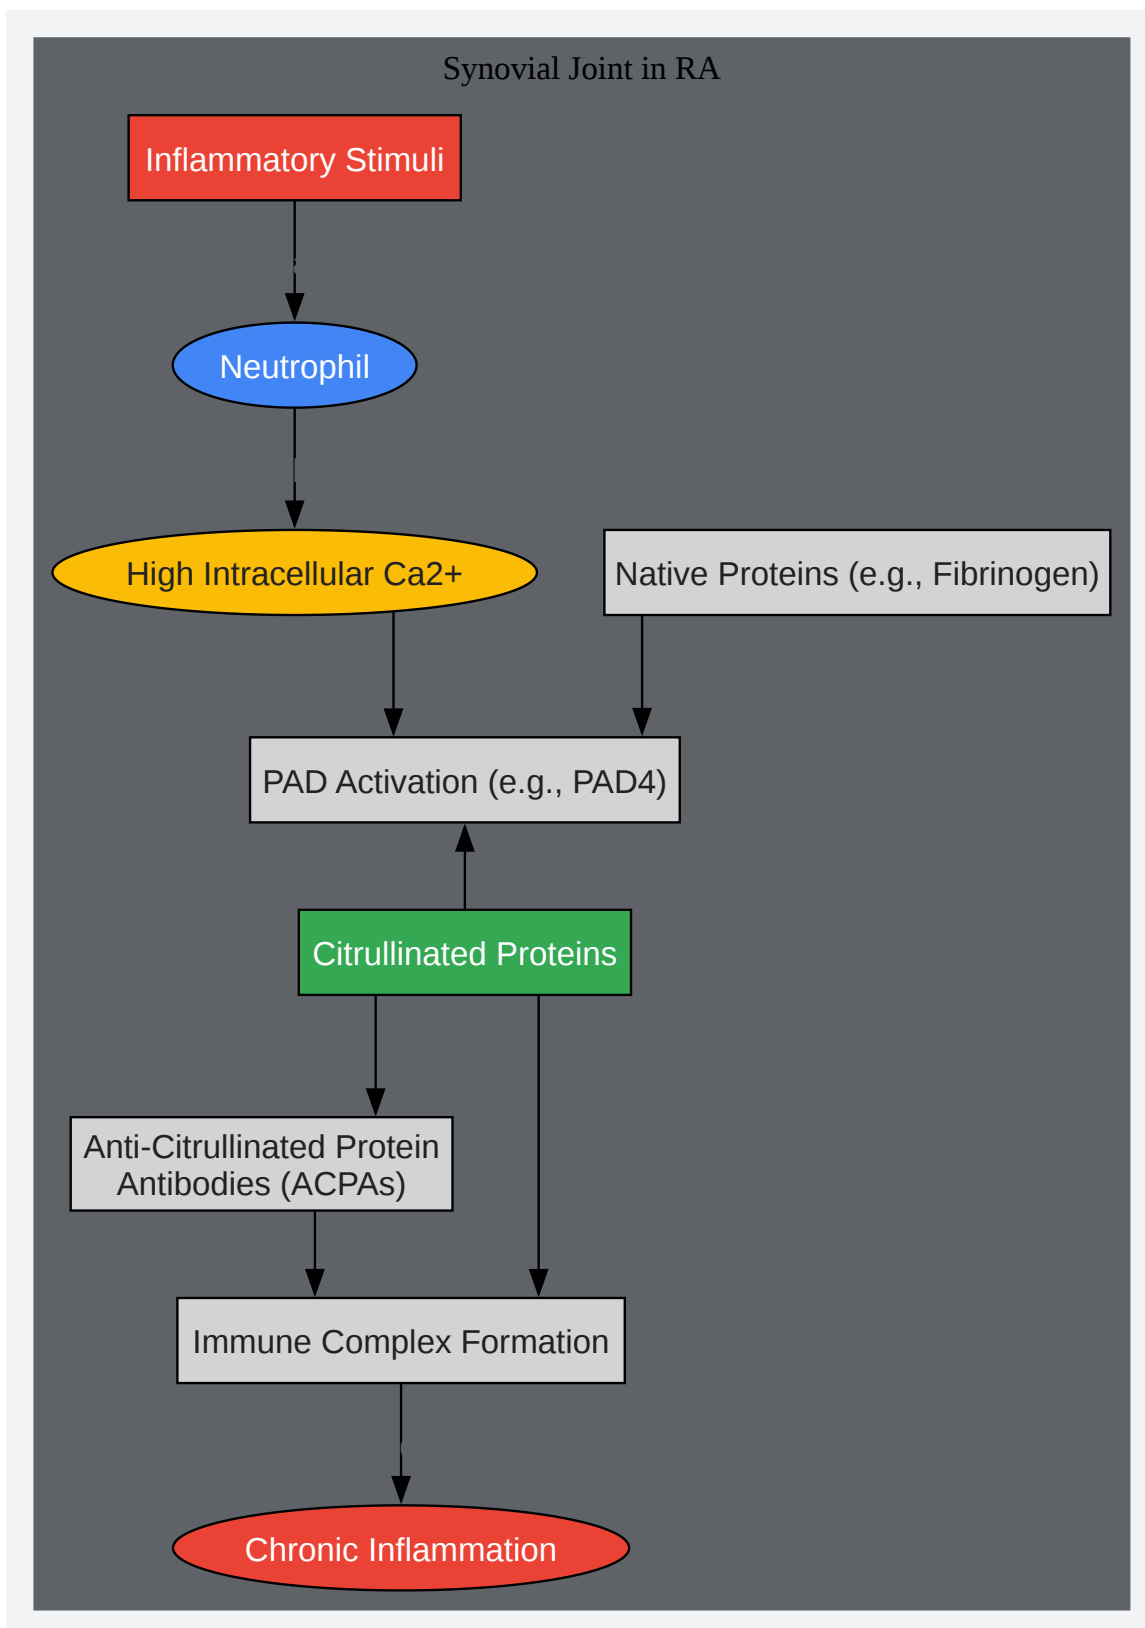 Synovial Joint in RA
Inflammatory Stimuli
Neutrophil
High Intracellular Ca2+
Native Proteins (e.g., Fibrinogen)
PAD Activation (e.g., PAD4)
Citrullinated Proteins
Anti-Citrullinated Protein
Antibodies (ACPAs)
Immune Complex Formation
Chronic Inflammation